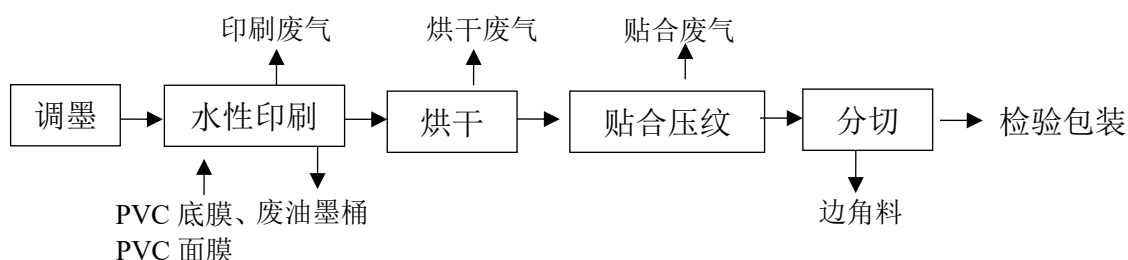 印刷废气
烘干废气
贴合废气
调墨
水性印刷
烘干
贴合压纹
分切
检验包装
PVC 底膜、废油墨桶
边角料
PVC 面膜